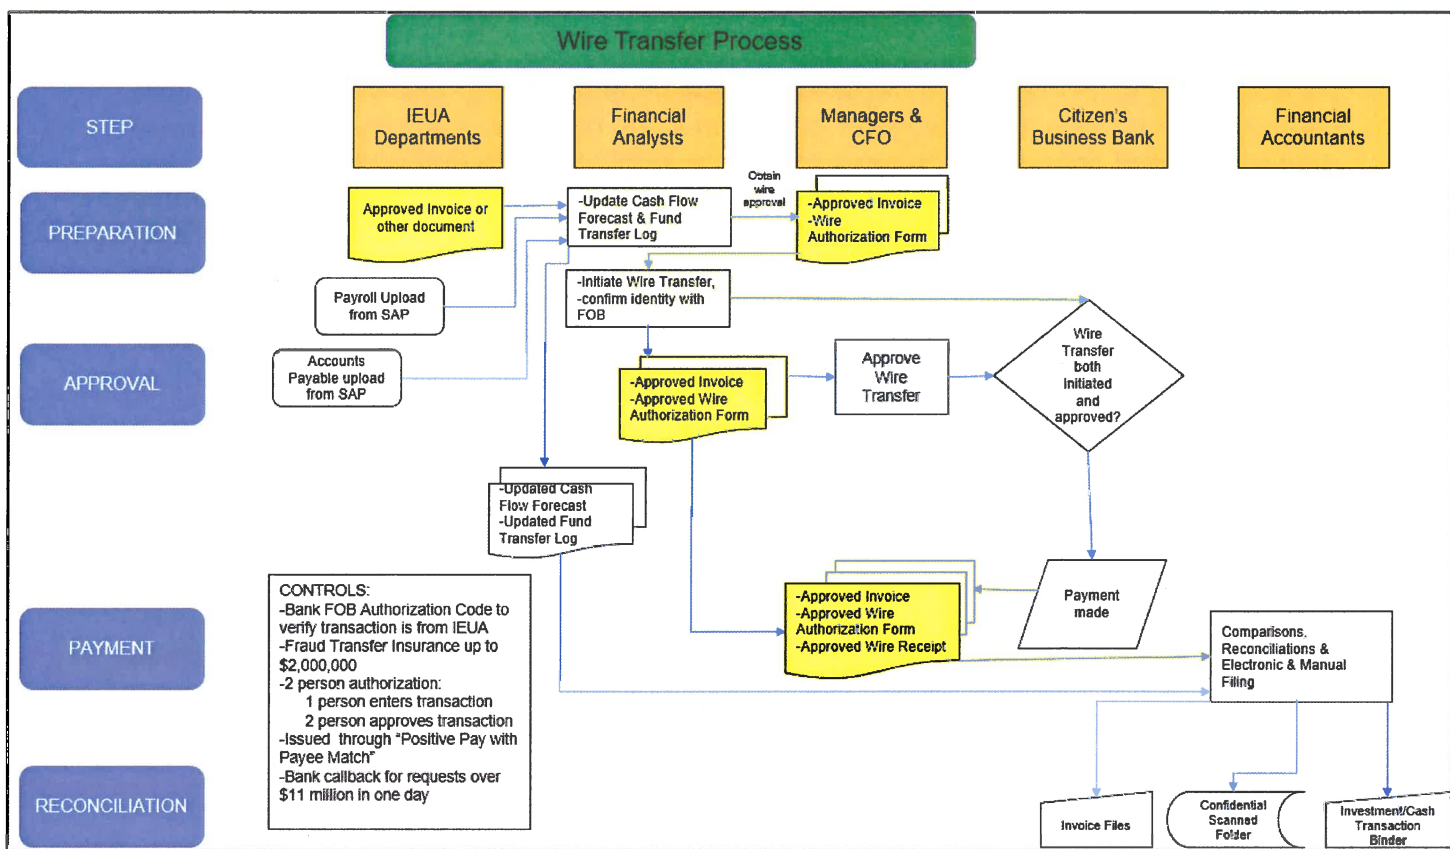 Wire Transfer Process
STEP
IEUA
Departments
Financial
Analysts
Managers &
CFO
Citizen's
Business Bank
Financial
Accountants
PREPARATION
Approved Invoice or
other document
-Update Cash Flow
Forecast & Fund
Transfer Log
Obtain
wire
approval
-Approved Invoice
-Wire
Authorization Form
Payroll Upload
from SAP
-Initiate Wire Transfer,
-confirm identity with
FOB
APPROVAL
Accounts
Payable upload
from SAP
-Approved Invoice
-Approved Wire
Authorization Form
Approve
Wire
Transfer
Wire
Transfer
both
initiated
and
approved?
-Updated Cash
Flow Forecast
-Updated Fund
Transfer Log
PAYMENT
CONTROLS:
-Bank FOB Authorization Code to
verify transaction is from IEUA
-Fraud Transfer Insurance up to
$2,000,000
-2 person authorization:
1 person enters transaction
2 person approves transaction
-Issued through "Positive Pay with
Payee Match"
-Bank callback for requests over
$11 million in one day
-Approved Invoice
-Approved Wire
Authorization Form
-Approved Wire Receipt
Payment
made
Comparisons,
Reconciliations &
Electronic & Manual
Filing
RECONCILIATION
Invoice Files
Confidential
Scanned
Folder
Investment/Cash
Transaction
Binder